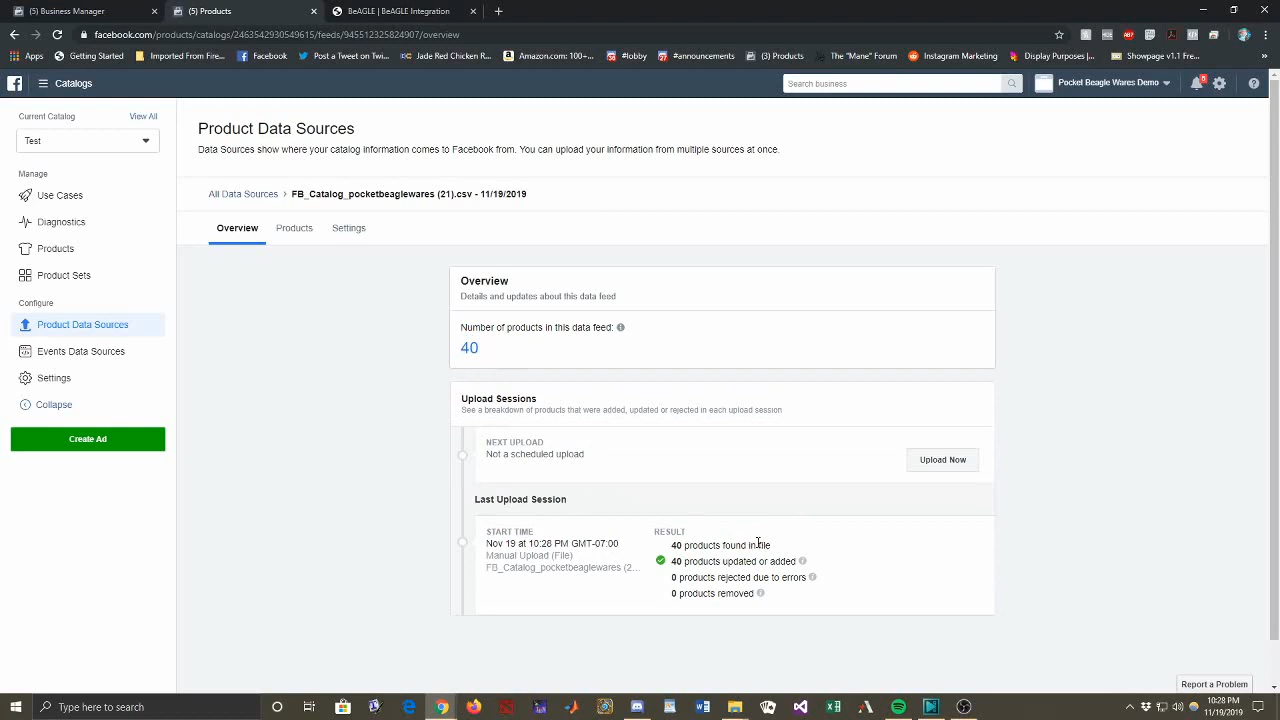 (5) Business Manager
(5) Products
BeAGLE | BeAGLE Integration
facebook.com/products/catalogs/2463542930549615/feeds/945512325824907/overview
Apps
Getting Started
Imported From Fire...
Facebook
Post a Tweet on Twi...
Jade Red Chicken R...
Amazon.com: 100+...
#lobby
#announcements
(3) Products
The "Mane" Forum
Instagram Marketing
Display a message if...
Showpage v1.1 Fre...
Catalogs
Search business
Pocket Beagle Wares Demo
Current Catalog
View All
Test
Manage
Use Cases
Diagnostics
Products
Product Sets
Configure
Product Data Sources
Events Data Sources
Settings
Collapse
Create Ad
Product Data Sources
Data Sources show where your catalog information comes to Facebook from. You can upload your information from multiple sources at once.
All Data Sources > FB_Catalog_pocketbeaglewares (21).csv - 11/19/2019
Overview
Products
Settings
Overview
Details and updates about this data feed
Number of products in this data feed:
40
Upload Sessions
See a breakdown of products that were added, updated or rejected in each upload session
NEXT UPLOAD
Not a scheduled upload
Upload Now
Last Upload Session
START TIME
Nov 19 at 10:28 PM GMT-07:00
Manual Upload (File)
FB_Catalog_pocketbeaglewares (2...
RESULT
40 products found in file
40 products updated or added
0 products rejected due to errors
0 products removed
Report a Problem
Type here to search
10:28 PM
11/19/2019